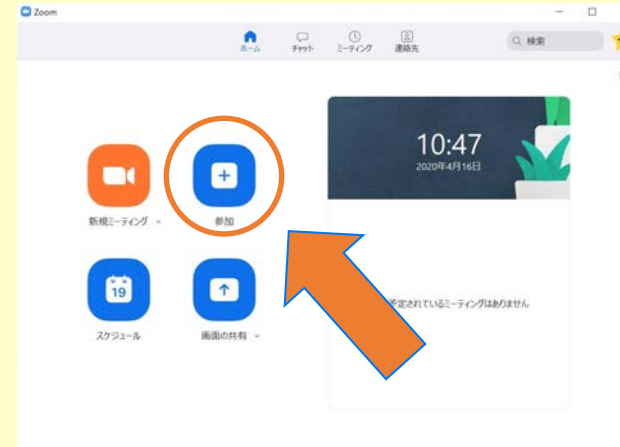 Zoom
ホーム
チャット
ミーティング
連絡先
検索
10:47
2020年4月16日
新規ミーティング
参加
19
スケジュール
画面の共有
予定されているミーティングはありません